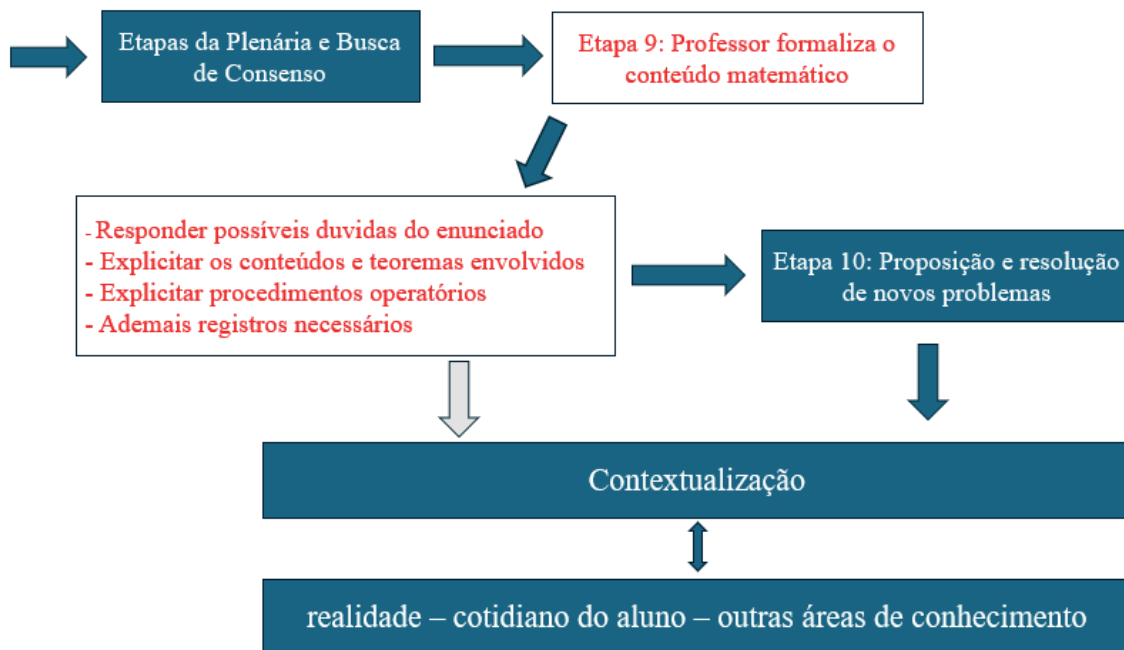 Etapas da Plenária e Busca
de Consenso
Etapa 9: Professor formaliza o
conteúdo matemático
- Responder possíveis duvidas do enunciado
- Explicitar os conteúdos e teoremas envolvidos
- Explicitar procedimentos operatórios
- Ademais registros necessários
Etapa 10: Proposição e resolução
de novos problemas
Contextualização
realidade – cotidiano do aluno – outras áreas de conhecimento